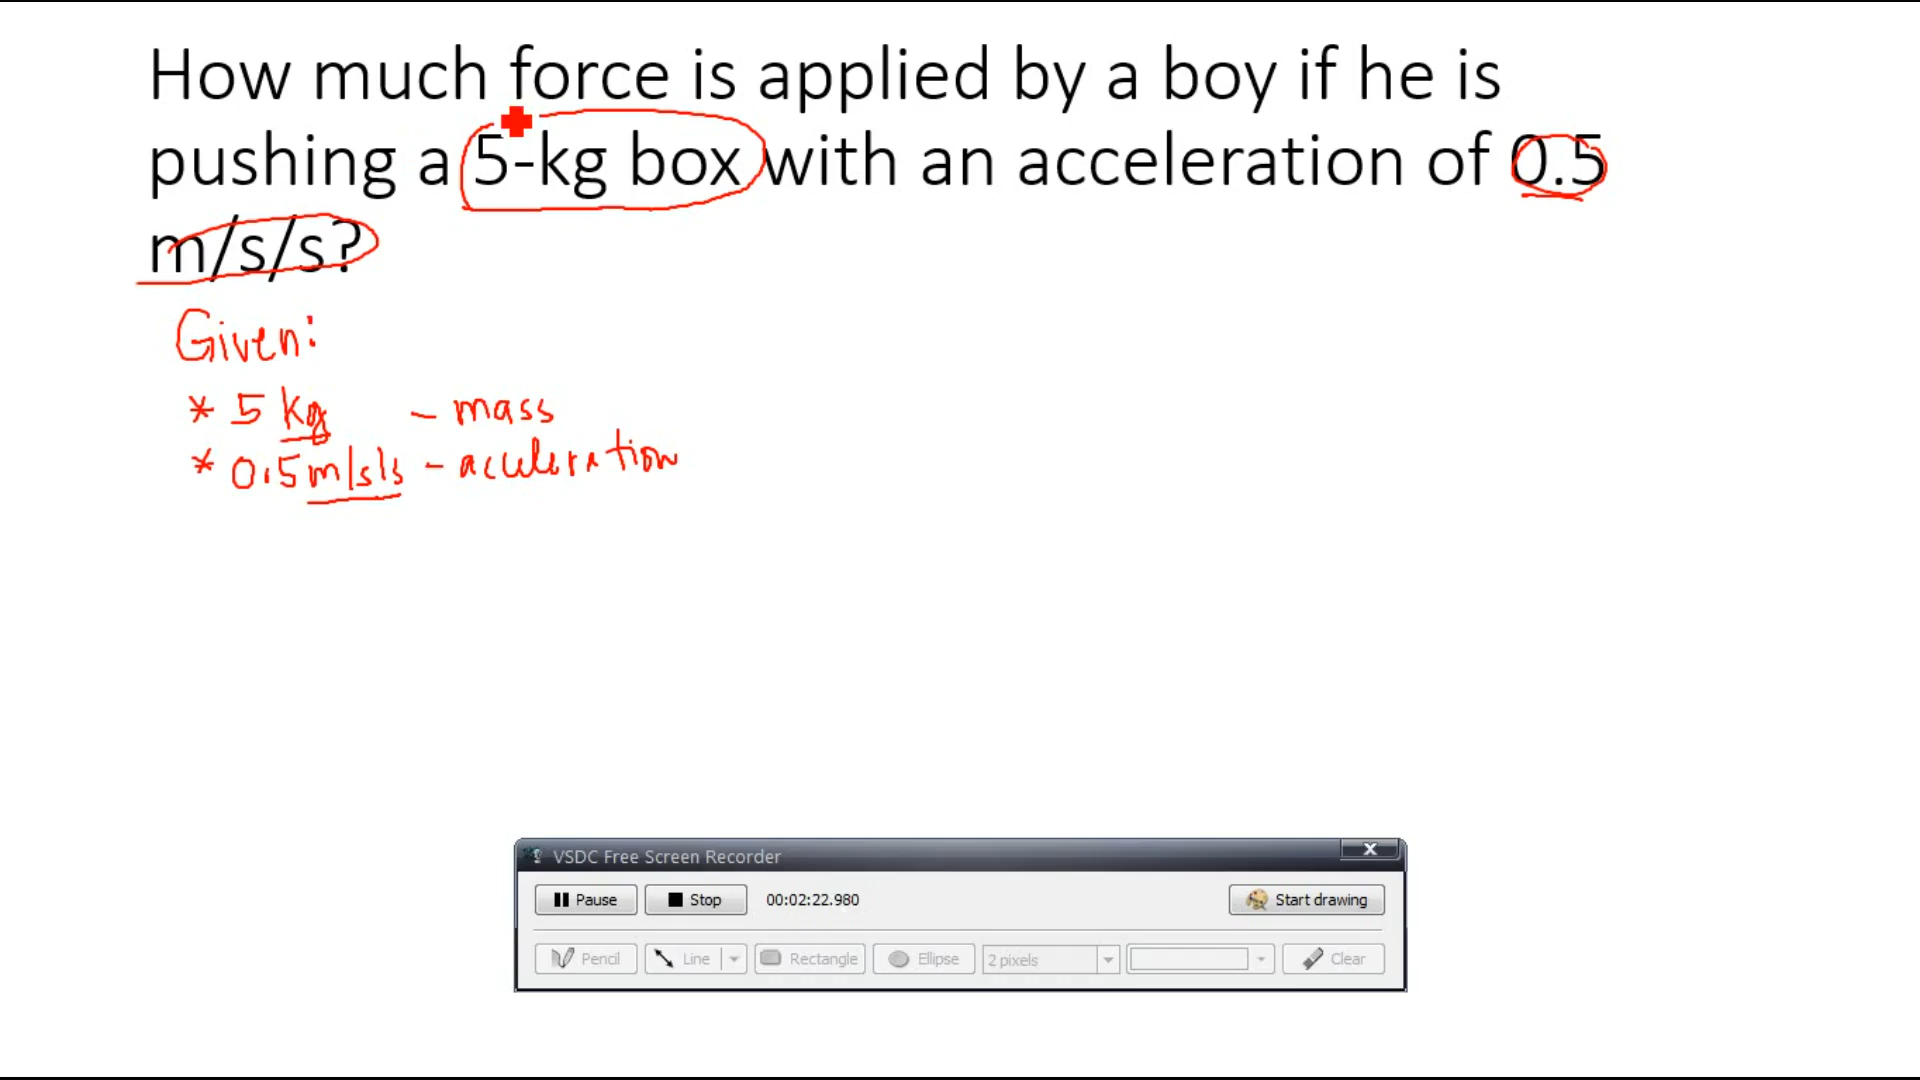 How much force is applied by a boy if he is
pushing a 5-kg box with an acceleration of 0.5
m/s/s?
Given:
* 5 kg - mass
* 0.5 m/s/s - acceleration
VSDC Free Screen Recorder
Pause Stop 00:02:22.980 Start drawing
Pencil Line Rectangle Ellipse 2 pixels Clear